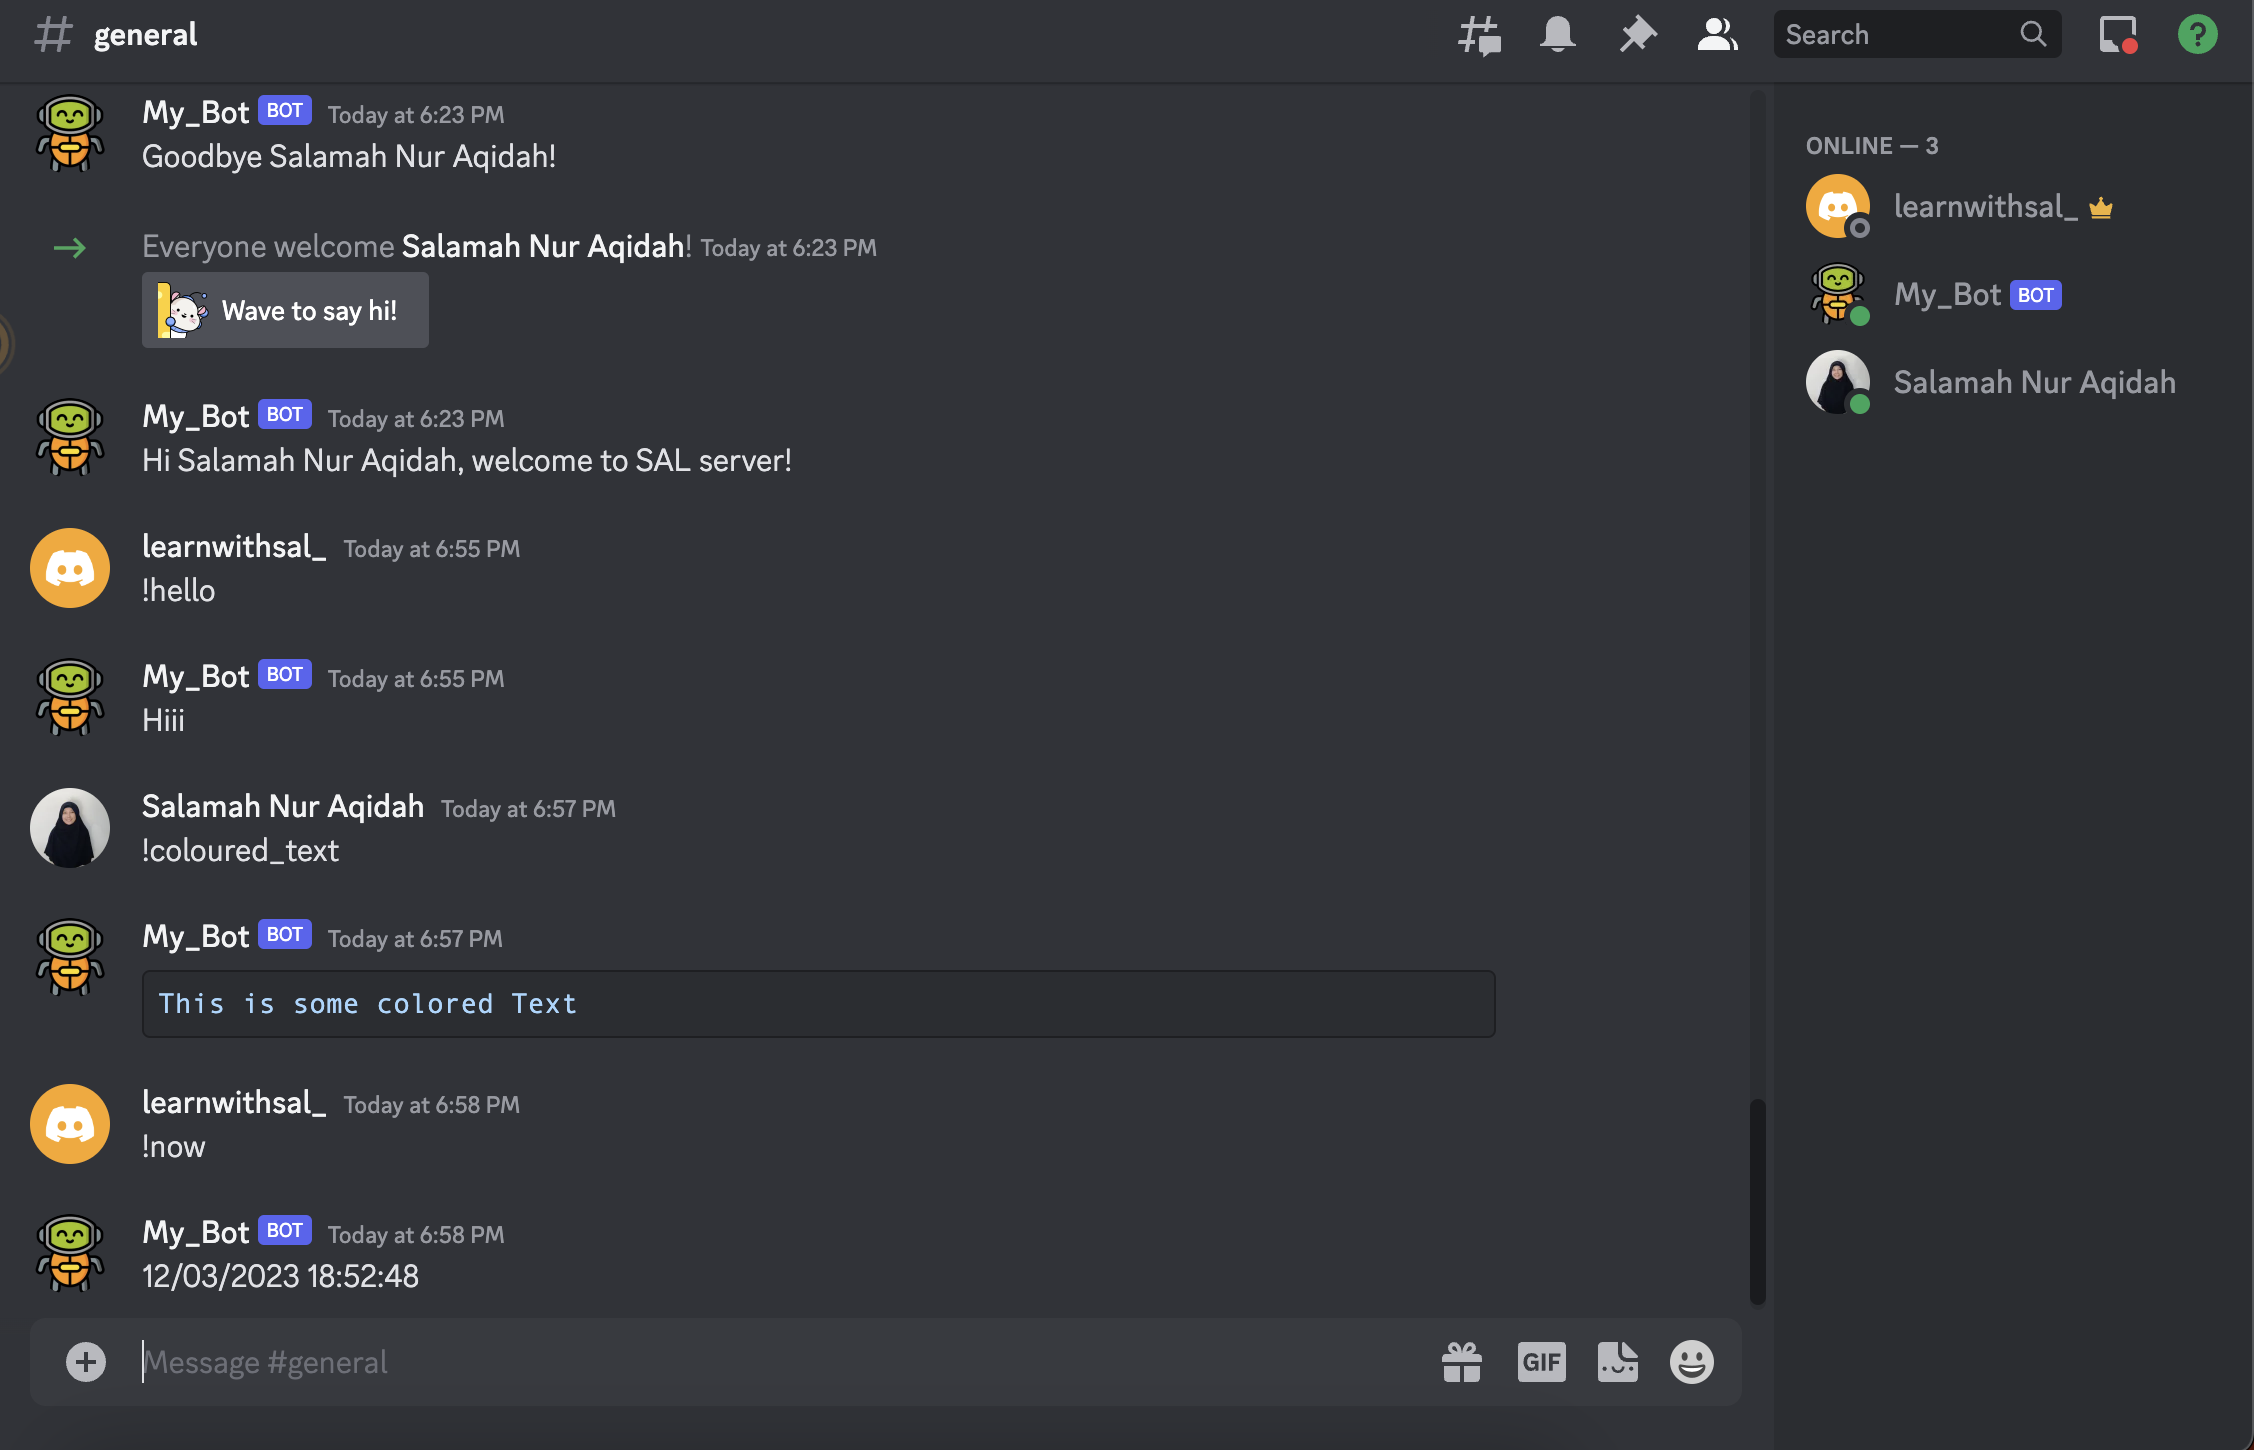 general
Search
My_Bot BOT Today at 6:23 PM
Goodbye Salamah Nur Aqidah!
Everyone welcome Salamah Nur Aqidah! Today at 6:23 PM
Wave to say hi!
My_Bot BOT Today at 6:23 PM
Hi Salamah Nur Aqidah, welcome to SAL server!
learnwithsal_ Today at 6:55 PM
!hello
My_Bot BOT Today at 6:55 PM
Hiii
Salamah Nur Aqidah Today at 6:57 PM
!coloured_text
My_Bot BOT Today at 6:57 PM
This is some colored Text
learnwithsal_ Today at 6:58 PM
!now
My_Bot BOT Today at 6:58 PM
12/03/2023 18:52:48
Message #general
GIF
ONLINE — 3
learnwithsal_
My_Bot BOT
Salamah Nur Aqidah